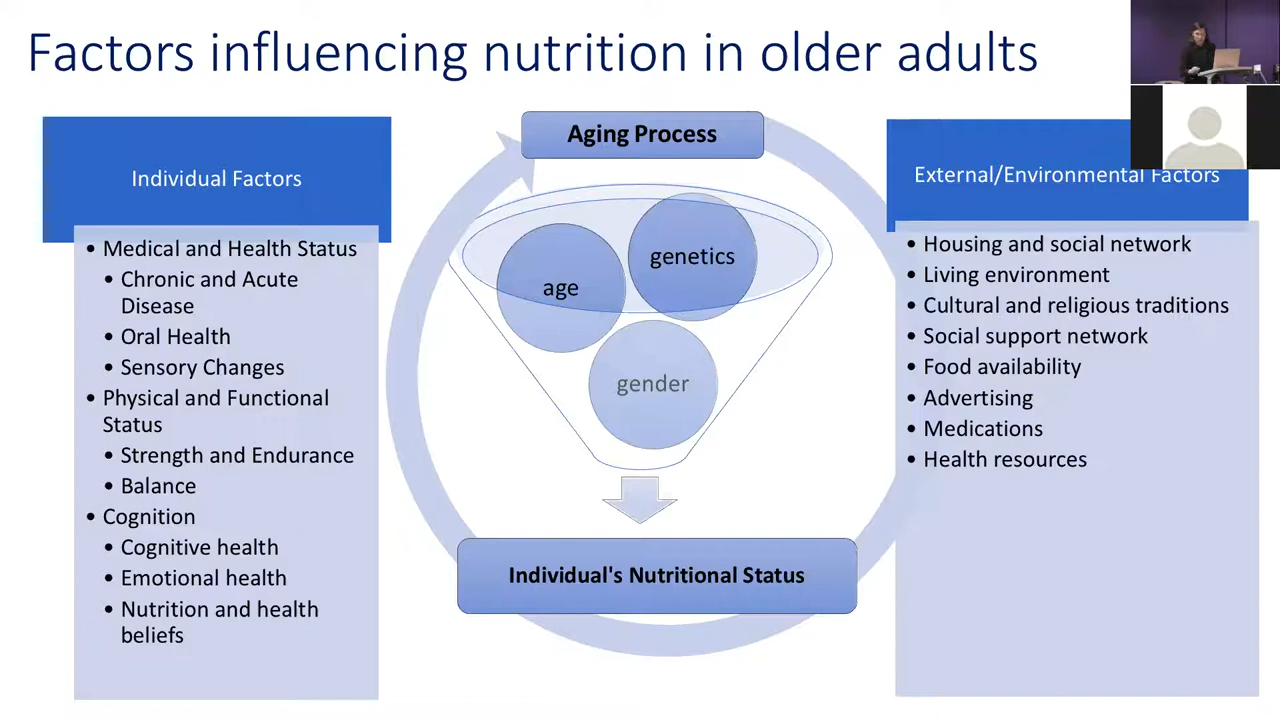 Factors influencing nutrition in older adults
Individual Factors
• Medical and Health Status
• Chronic and Acute
Disease
• Oral Health
• Sensory Changes
• Physical and Functional
Status
• Strength and Endurance
• Balance
• Cognition
• Cognitive health
• Emotional health
• Nutrition and health
beliefs
Aging Process
age
genetics
gender
Individual's Nutritional Status
External/Environmental Factors
• Housing and social network
• Living environment
• Cultural and religious traditions
• Social support network
• Food availability
• Advertising
• Medications
• Health resources